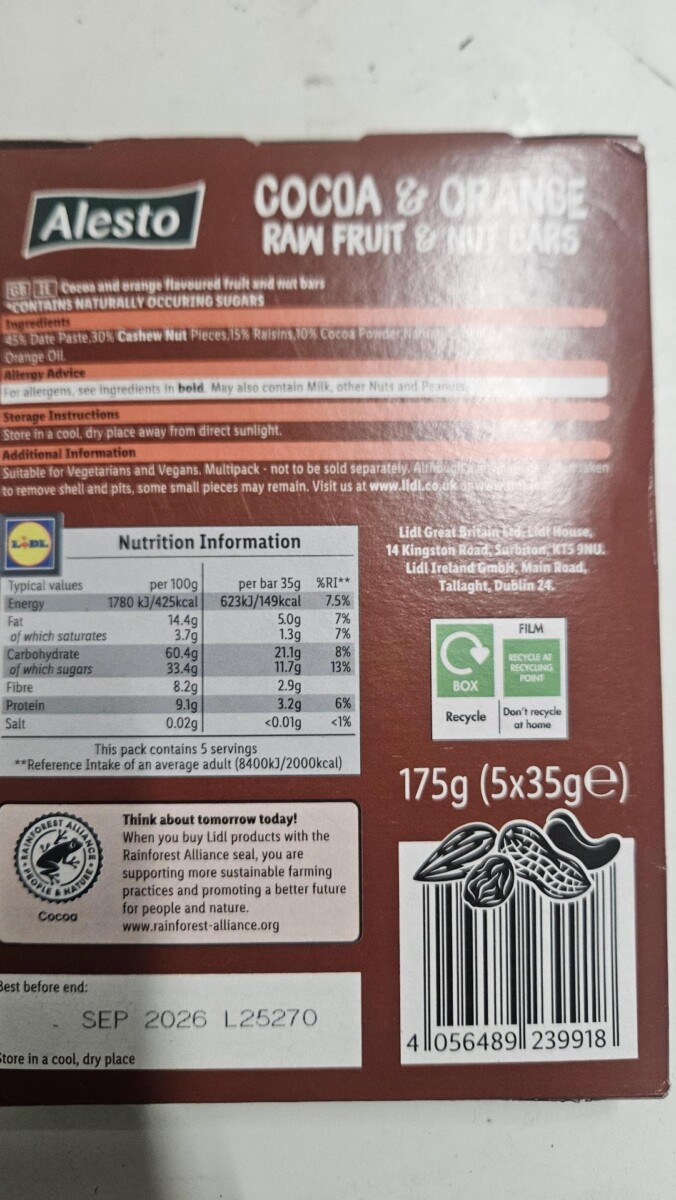 Alesto
COCOA & ORANGE
RAW FRUIT & NUT BARS
GB IE Cocoa and orange flavoured fruit and nut bars
*CONTAINS NATURALLY OCCURING SUGARS
Ingredients
45% Date Paste,30% Cashew Nut Pieces,15% Raisins,10% Cocoa Powder,
Orange Oil.
Allergy Advice
For allergens, see ingredients in bold. May also contain Milk, other Nuts and Peanuts.
Storage Instructions
Store in a cool, dry place away from direct sunlight.
Additional Information
Suitable for Vegetarians and Vegans. Multipack - not to be sold separately. Although taken
to remove shell and pits, some small pieces may remain. Visit us at www.lidl.co.uk
LIDL
Nutrition Information
Typical values per 100g per bar 35g %RI**
Energy 1780 kJ/425kcal 623kJ/149kcal 7.5%
Fat 14.4g 5.0g 7%
of which saturates 3.7g 1.3g 7%
Carbohydrate 60.4g 21.1g 8%
of which sugars 33.4g 11.7g 13%
Fibre 8.2g 2.9g
Protein 9.1g 3.2g 6%
Salt 0.02g <0.01g <1%
This pack contains 5 servings
**Reference Intake of an average adult (8400kJ/2000kcal)
Lidl Great Britain Ltd. Lidl House,
14 Kingston Road, Surbiton, KT5 9NU.
Lidl Ireland GmbH, Main Road,
Tallaght, Dublin 24.
BOX
Recycle
FILM
RECYCLE AT
RECYCLING
POINT
Don't recycle
at home
175g (5x35g℮)
RAINFOREST ALLIANCE
PEOPLE & NATURE
Cocoa
Think about tomorrow today!
When you buy Lidl products with the
Rainforest Alliance seal, you are
supporting more sustainable farming
practices and promoting a better future
for people and nature.
www.rainforest-alliance.org
Best before end:
SEP 2026 L25270
Store in a cool, dry place
4 056489 239918